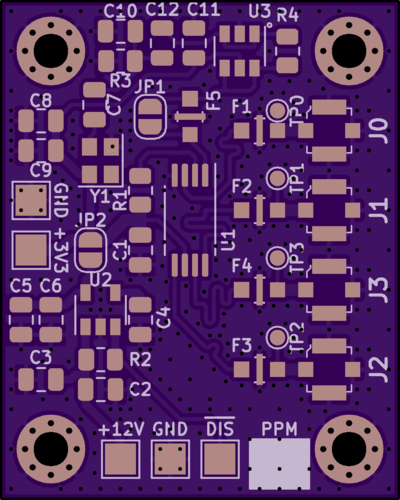 C10 C12 C11 U3 R4
R3
C7
JP1
F5
F1
TP0
J0
C8
C9
Y1
R1
F2
TP1
J1
GND
+3V3
JP2
C1
U1
F4
TP3
J3
U2
C5 C6
C4
C3
R2
C2
F3
TP2
J2
+12V GND DIS PPM